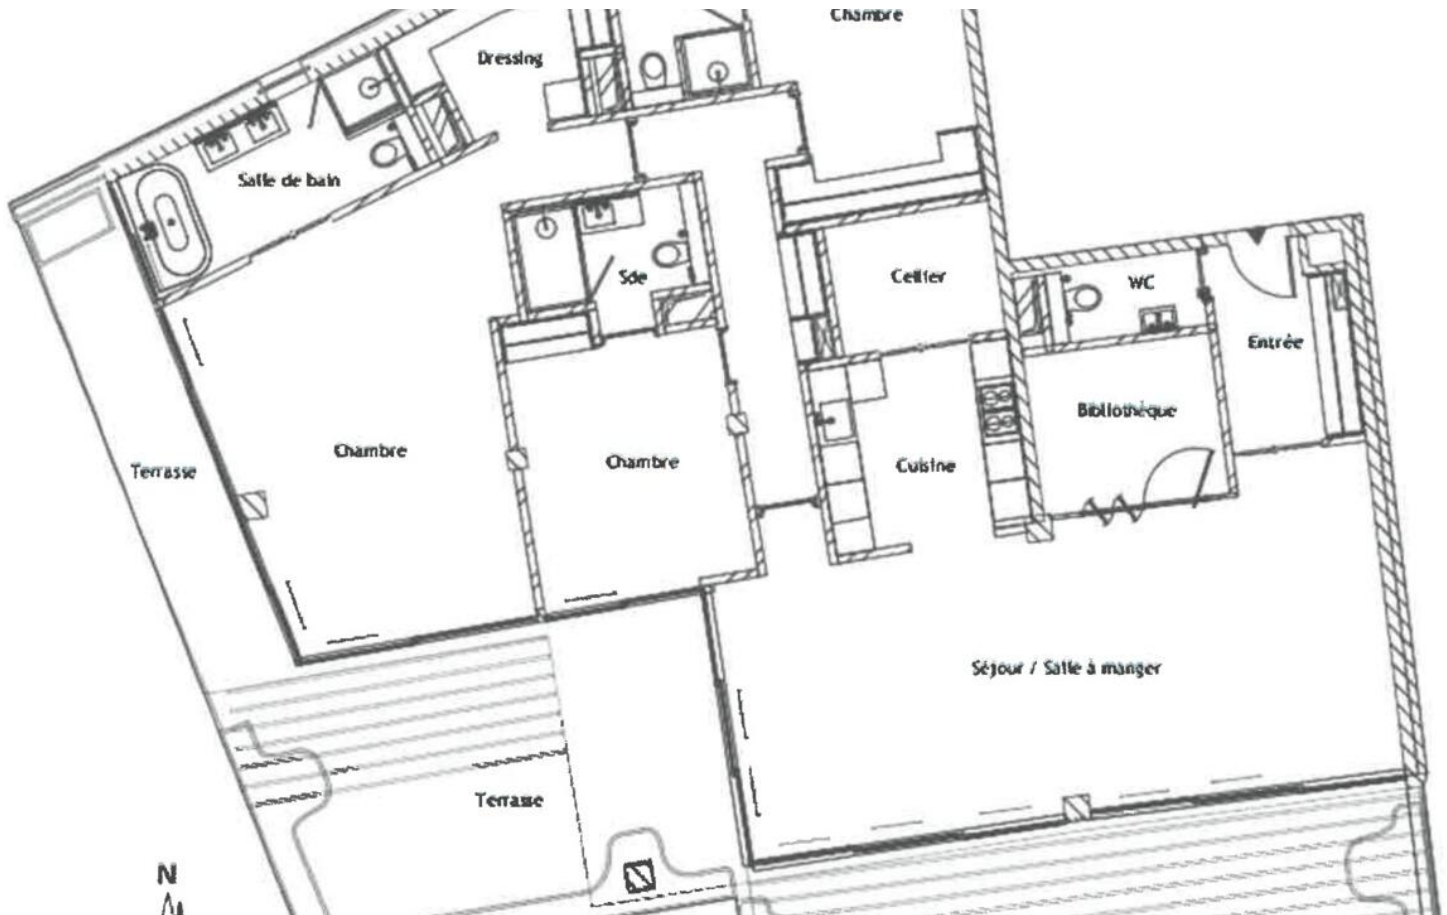 Chambre
Dressing
Salle de bain
Sde
Cellier
WC
Entrée
Bibliothèque
Chambre
Chambre
Cuisine
Terrasse
Séjour / Salle à manger
Terrasse
N